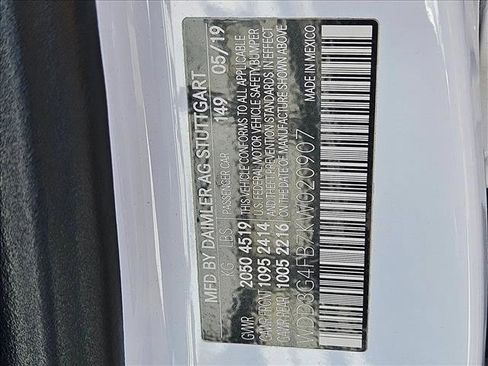 MFD BY DAIMLER AG STUTTGART
149 05/19
KG LBS PASSENGER CAR
GVWR 2050 4519 THIS VEHICLE CONFORMS TO ALL APPLICABLE
GAWR FRONT 1095 2414 U.S. FEDERAL MOTOR VEHICLE SAFETY, BUMPER
AND THEFT PREVENTION STANDARDS IN EFFECT
GAWR REAR 1005 2216 ON THE DATE OF MANUFACTURE SHOWN ABOVE
MADE IN MEXICO